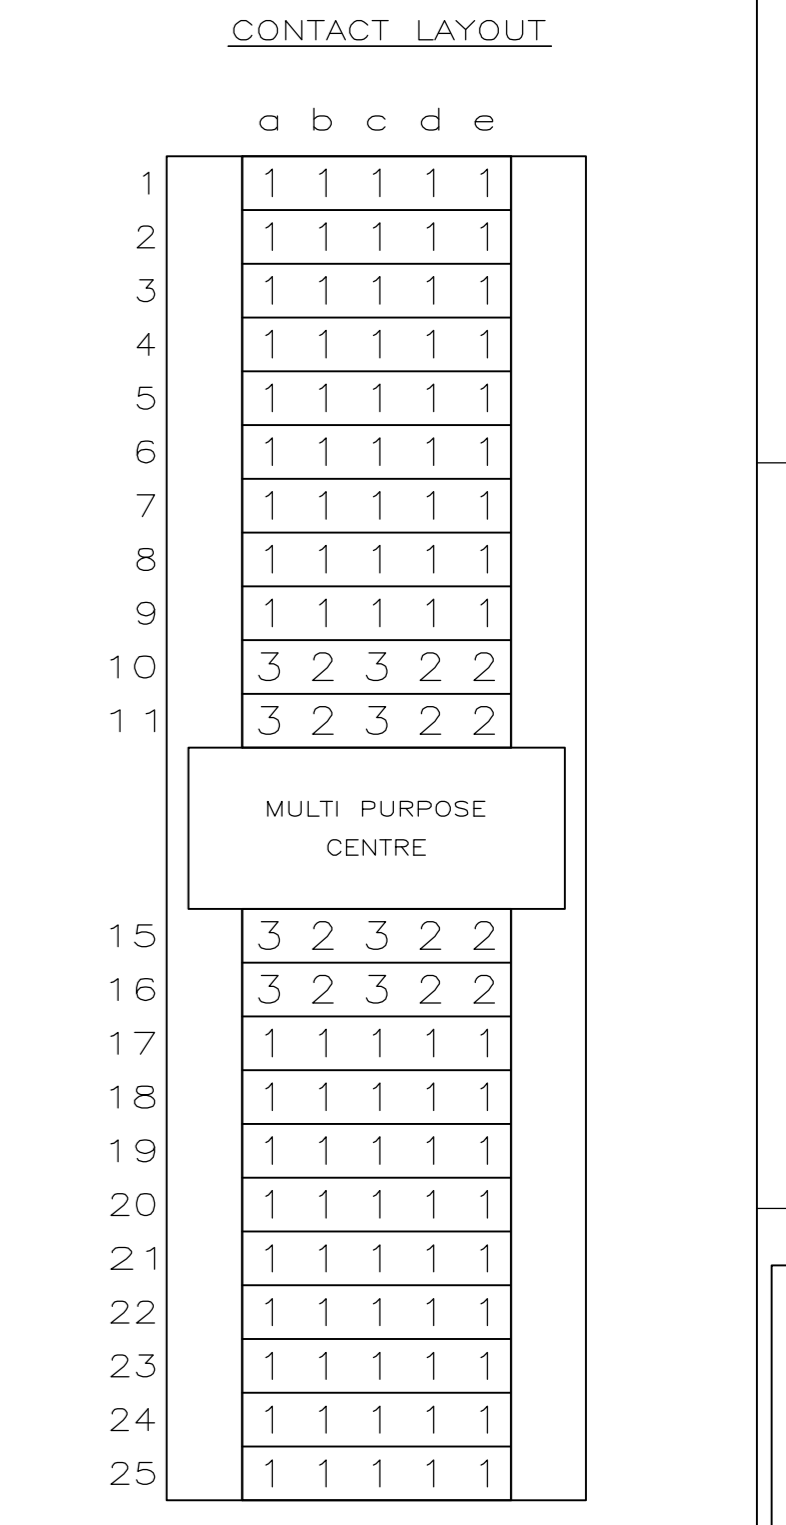 CONTACT LAYOUT
a b c d e
1 1 1 1 1 1
2 1 1 1 1 1
3 1 1 1 1 1
4 1 1 1 1 1
5 1 1 1 1 1
6 1 1 1 1 1
7 1 1 1 1 1
8 1 1 1 1 1
9 1 1 1 1 1
10 3 2 3 2 2
11 3 2 3 2 2
MULTI PURPOSE
CENTRE
15 3 2 3 2 2
16 3 2 3 2 2
17 1 1 1 1 1
18 1 1 1 1 1
19 1 1 1 1 1
20 1 1 1 1 1
21 1 1 1 1 1
22 1 1 1 1 1
23 1 1 1 1 1
24 1 1 1 1 1
25 1 1 1 1 1